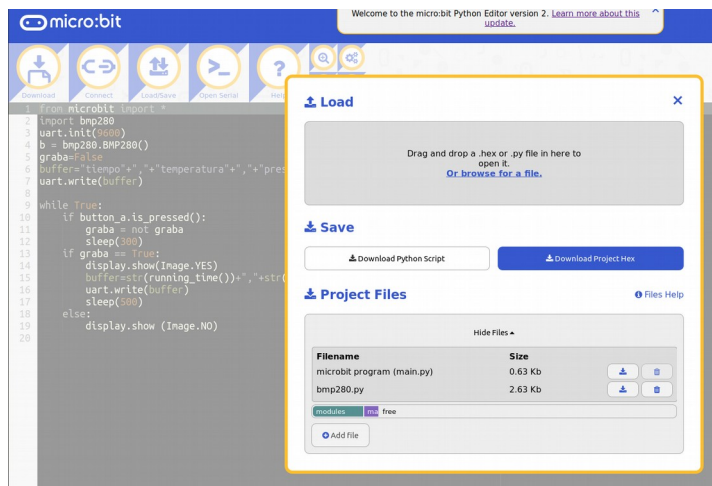 micro:bit
Welcome to the micro:bit Python Editor version 2. Learn more about this
update.
Download
Connect
Load/Save
Open Serial
Help
1 from microbit import *
2 import bmp280
3 uart.init(9600)
4 b = bmp280.BMP280()
5 graba=False
6 buffer="tiempo"+","+"temperatura"+","+"pres
7 uart.write(buffer)
8
9 while True:
10 if button_a.is_pressed():
11 graba = not graba
12 sleep(300)
13 if graba == True:
14 display.show(Image.YES)
15 buffer=str(running_time())+","+str(
16 uart.write(buffer)
17 sleep(500)
18 else:
19 display.show (Image.NO)
20
Load
Drag and drop a .hex or .py file in here to
open it.
Or browse for a file.
Save
Download Python Script
Download Project Hex
Project Files
Files Help
Hide Files
Filename Size
microbit program (main.py) 0.63 Kb
bmp280.py 2.63 Kb
modules ma free
Add file